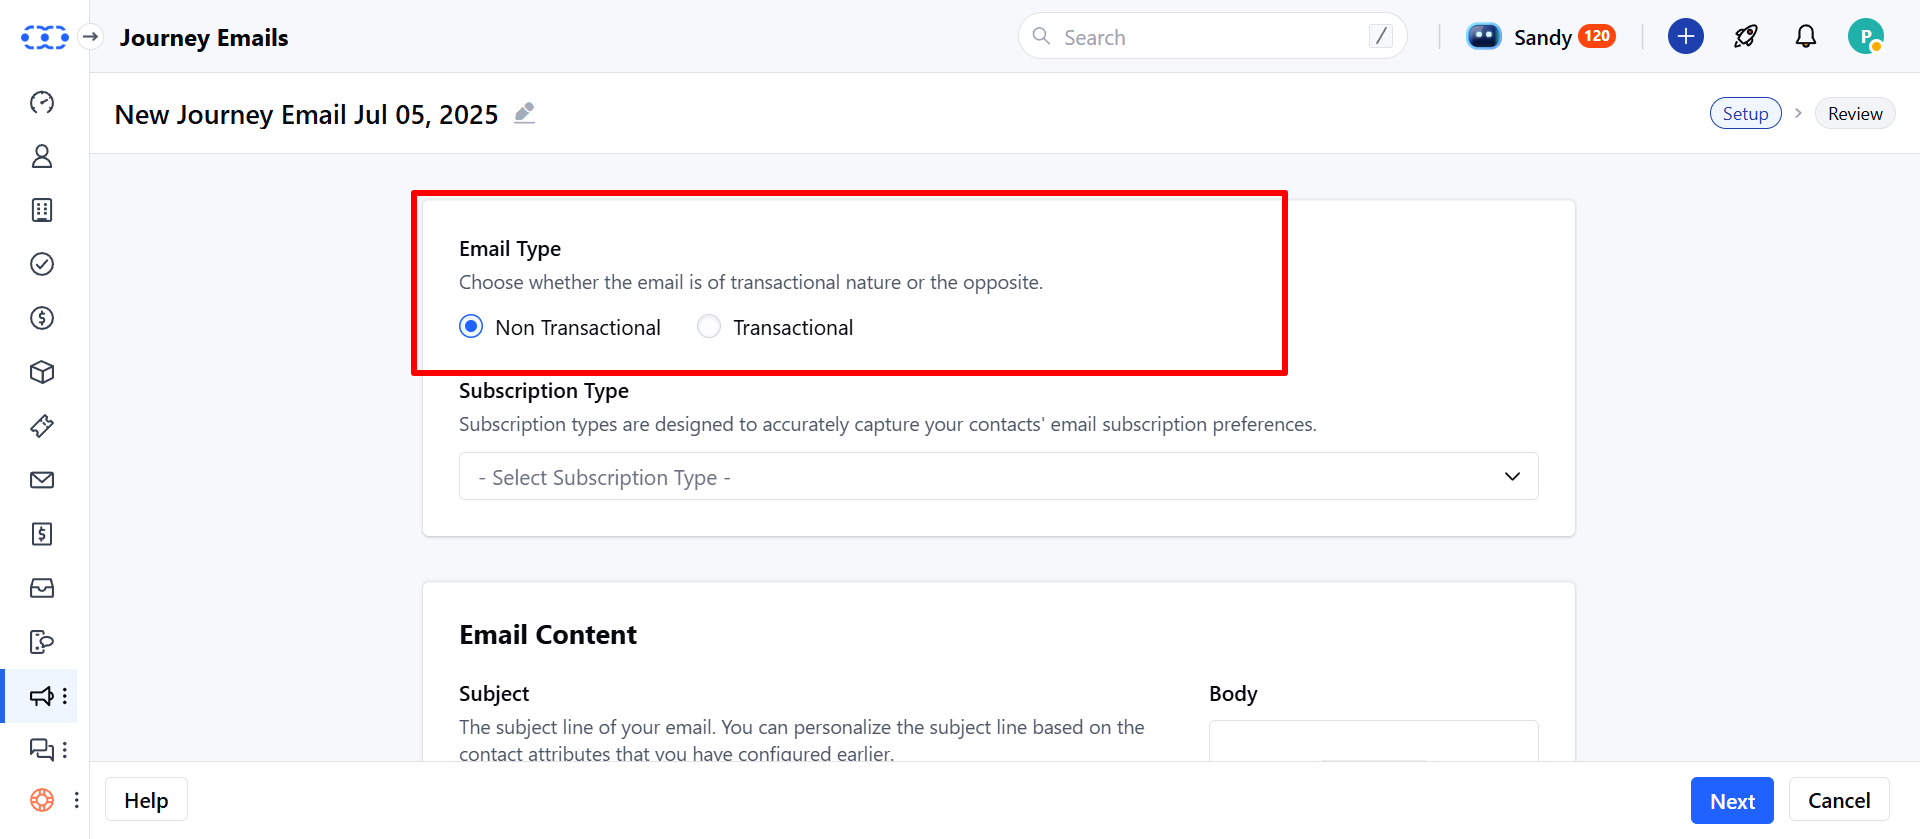 Journey Emails
Search
/
Sandy 120
P
New Journey Email Jul 05, 2025
Setup
Review
Email Type
Choose whether the email is of transactional nature or the opposite.
Non Transactional
Transactional
Subscription Type
Subscription types are designed to accurately capture your contacts' email subscription preferences.
- Select Subscription Type -
Email Content
Subject
Body
The subject line of your email. You can personalize the subject line based on the
contact attributes that you have configured earlier.
Help
Next
Cancel